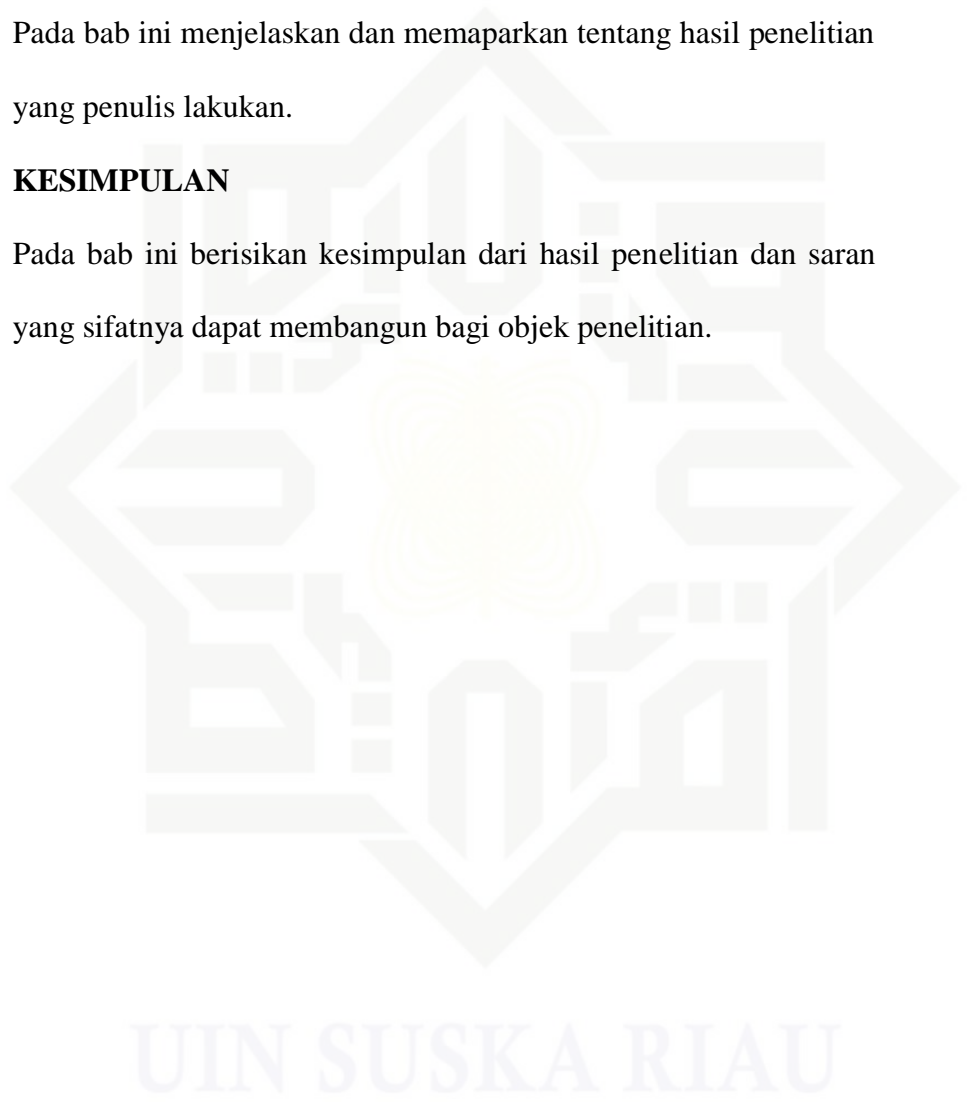 Pada bab ini menjelaskan dan memaparkan tentang hasil penelitian
yang penulis lakukan.
KESIMPULAN
Pada bab ini berisikan kesimpulan dari hasil penelitian dan saran
yang sifatnya dapat membangun bagi objek penelitian.
UIN SUSKA RIAU